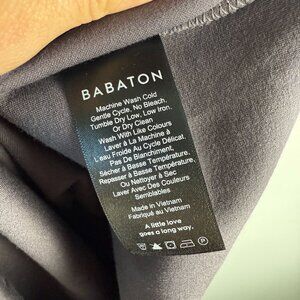 BABATON
Machine Wash Cold
Gentle Cycle. No Bleach.
Tumble Dry Low, Low Iron.
Or Dry Clean
Wash With Like Colours
Laver À La Machine À
L'eau Froide Au Cycle Délicat,
Pas De Blanchiment,
Sécher à Basse Température,
Repasser à Basse Température,
Ou Nettoyer à Sec
Laver Avec Des Couleurs
Semblables
Made in Vietnam
Fabriqué au Vietnam
A little love
goes a long way.